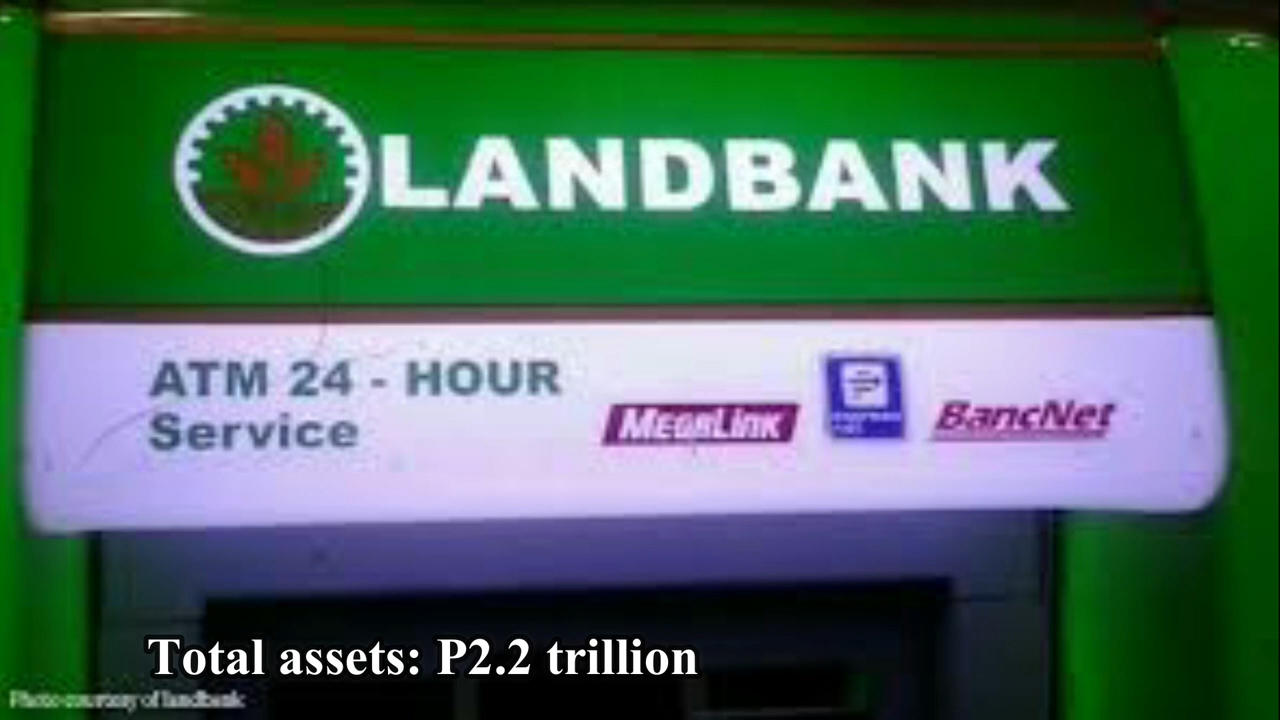 LANDBANK
ATM 24 - HOUR
Service
MEGALINK
BancNet
Total assets: P2.2 trillion
Photo courtesy of landbank